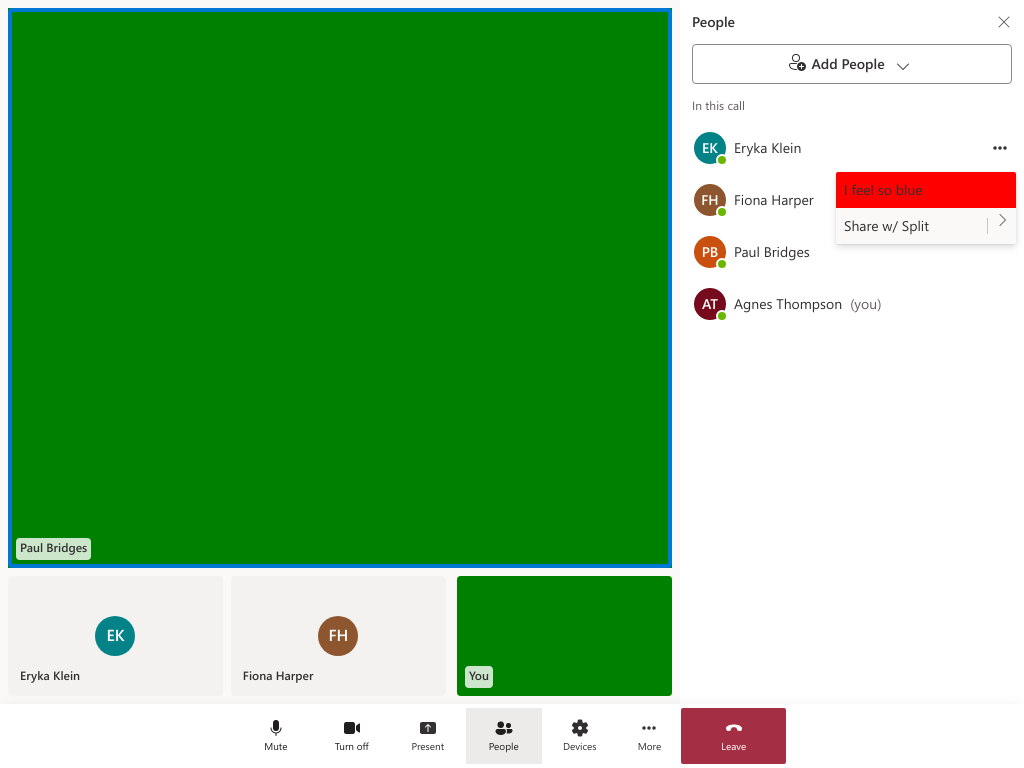 People
Add People
In this call
EK Eryka Klein
FH Fiona Harper
I feel so blue
Share w/ Split
PB Paul Bridges
AT Agnes Thompson (you)
Paul Bridges
EK
Eryka Klein
FH
Fiona Harper
You
Mute
Turn off
Present
People
Devices
More
Leave